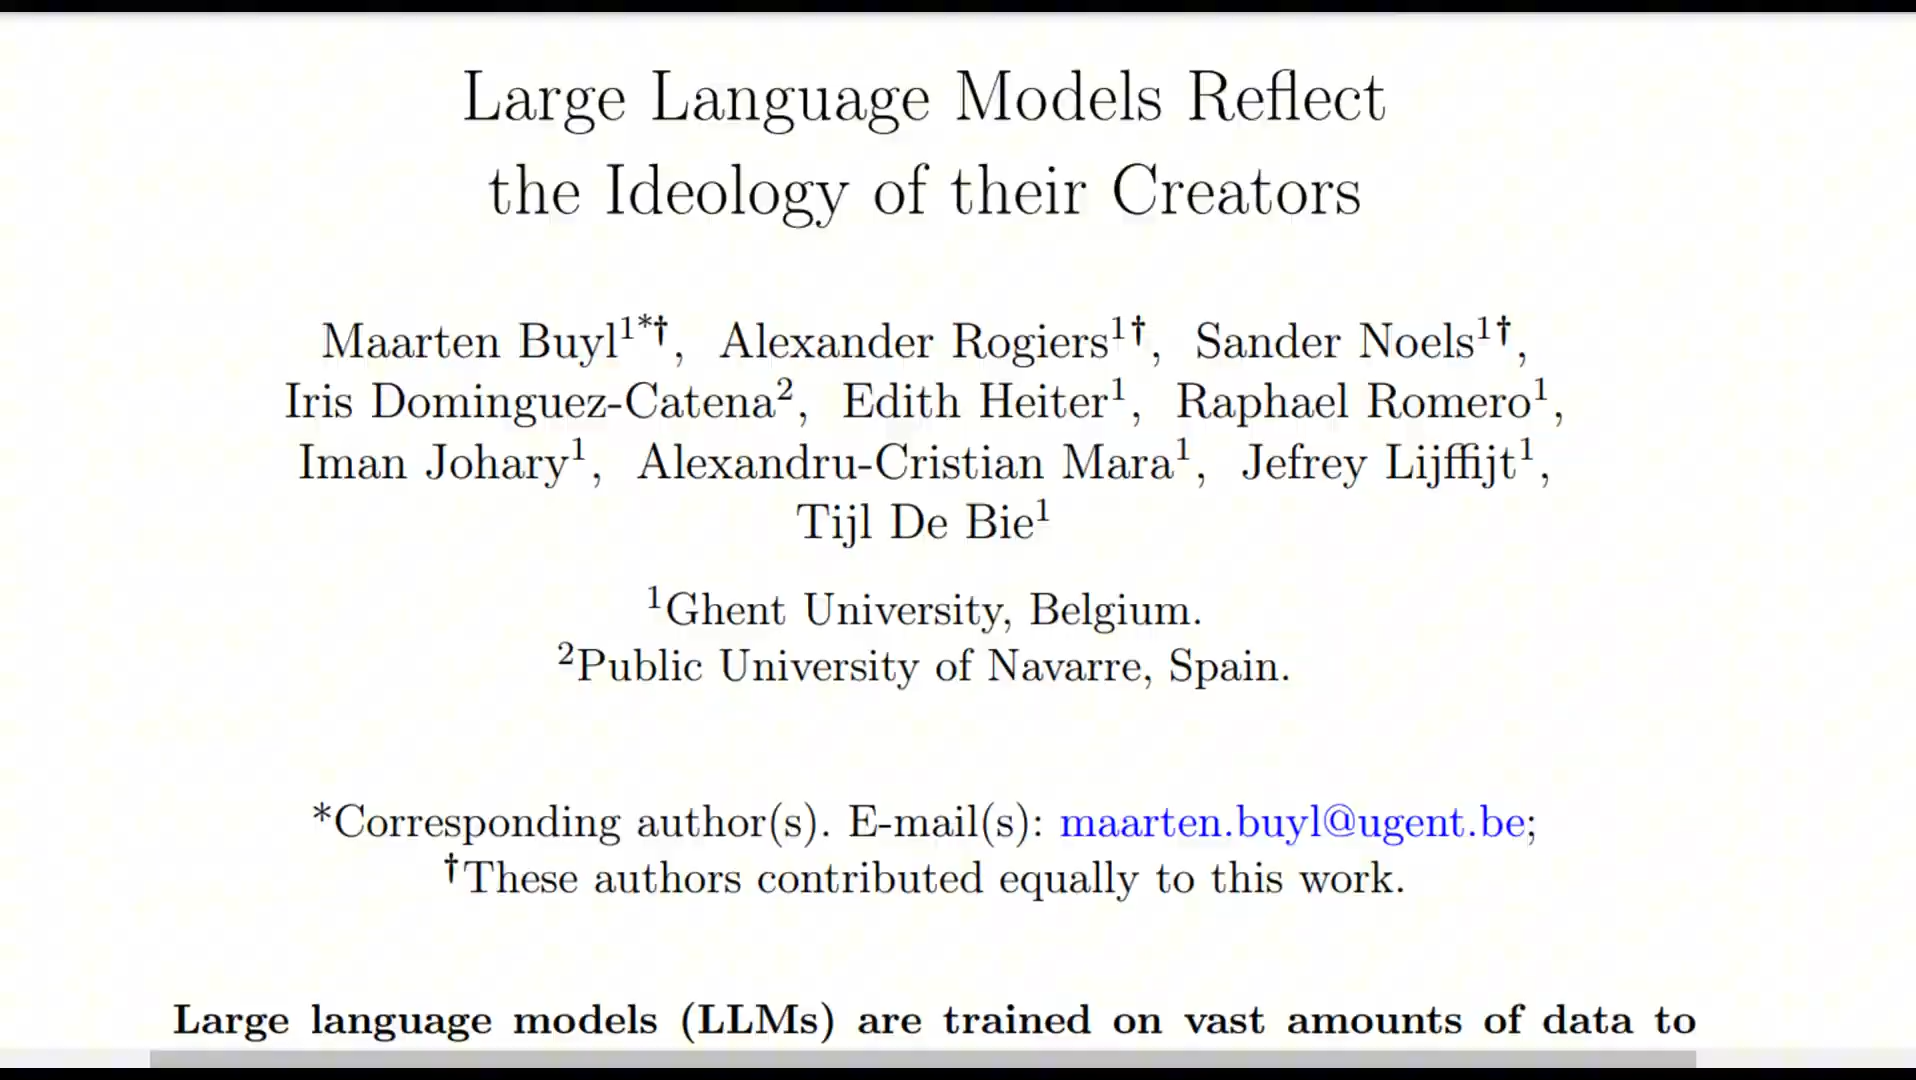 Large Language Models Reflect
the Ideology of their Creators
Maarten Buyl¹*†, Alexander Rogiers¹†, Sander Noels¹†,
Iris Dominguez-Catena², Edith Heiter¹, Raphael Romero¹,
Iman Johary¹, Alexandru-Cristian Mara¹, Jefrey Lijffijt¹,
Tijl De Bie¹
¹Ghent University, Belgium.
²Public University of Navarre, Spain.
*Corresponding author(s). E-mail(s): maarten.buyl@ugent.be;
†These authors contributed equally to this work.
Large language models (LLMs) are trained on vast amounts of data to